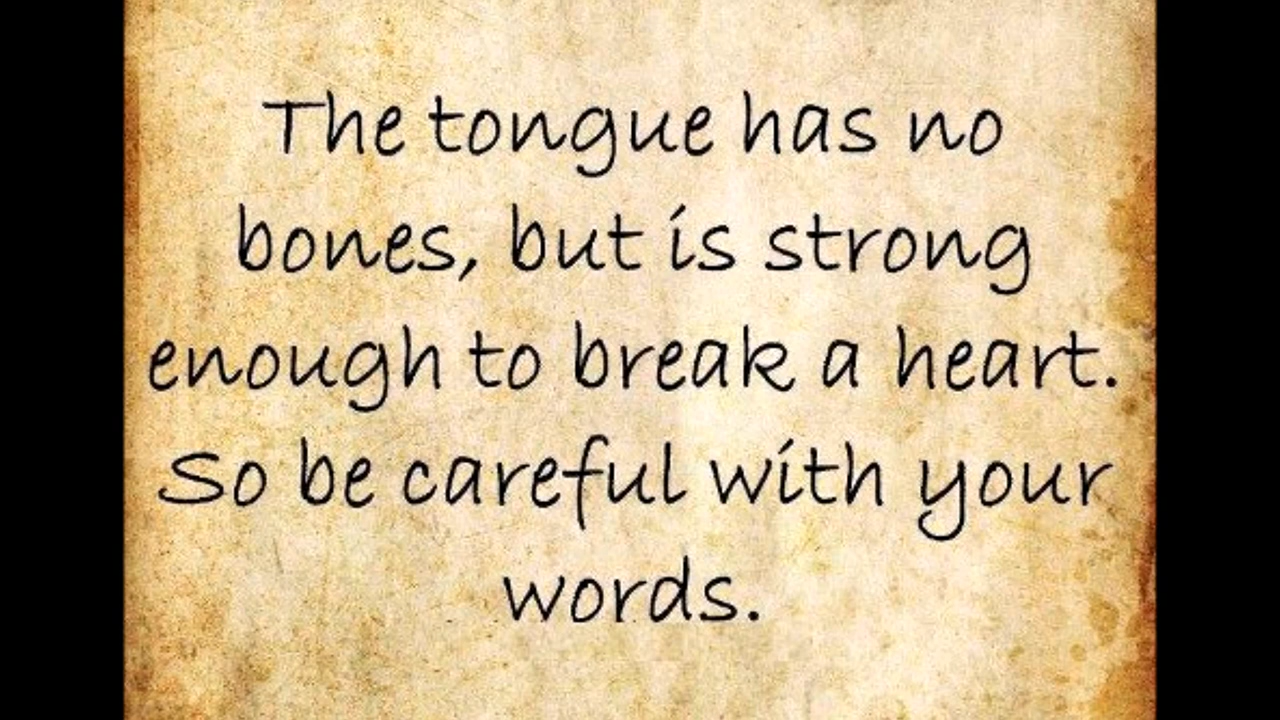 The tongue has no
bones, but is strong
enough to break a heart.
So be careful with your
words.